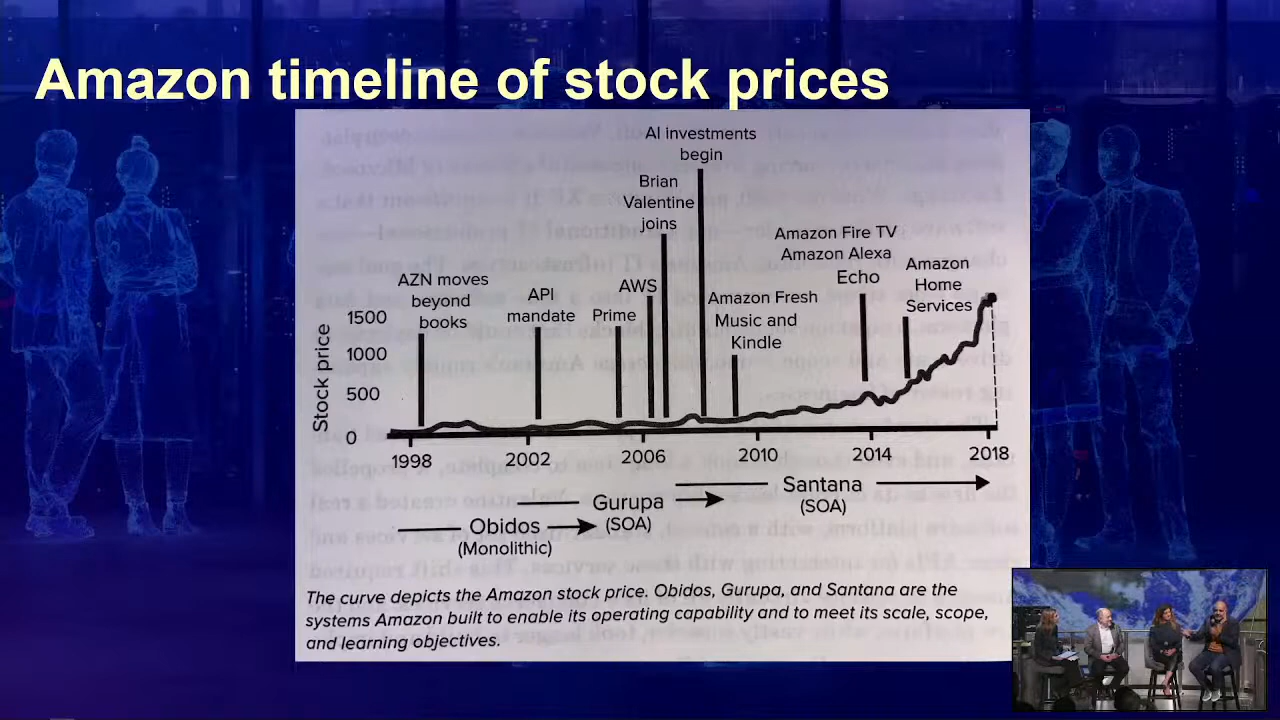 Amazon timeline of stock prices
AI investments
begin
Brian
Valentine
joins
Amazon Fire TV
Amazon Alexa
Echo
Amazon
Home
Services
AZN moves
beyond
books
API
mandate
AWS
Prime
Amazon Fresh
Music and
Kindle
Stock price
1500
1000
500
0
1998
2002
2006
2010
2014
2018
Santana
(SOA)
Gurupa
(SOA)
Obidos
(Monolithic)
The curve depicts the Amazon stock price. Obidos, Gurupa, and Santana are the
systems Amazon built to enable its operating capability and to meet its scale, scope,
and learning objectives.